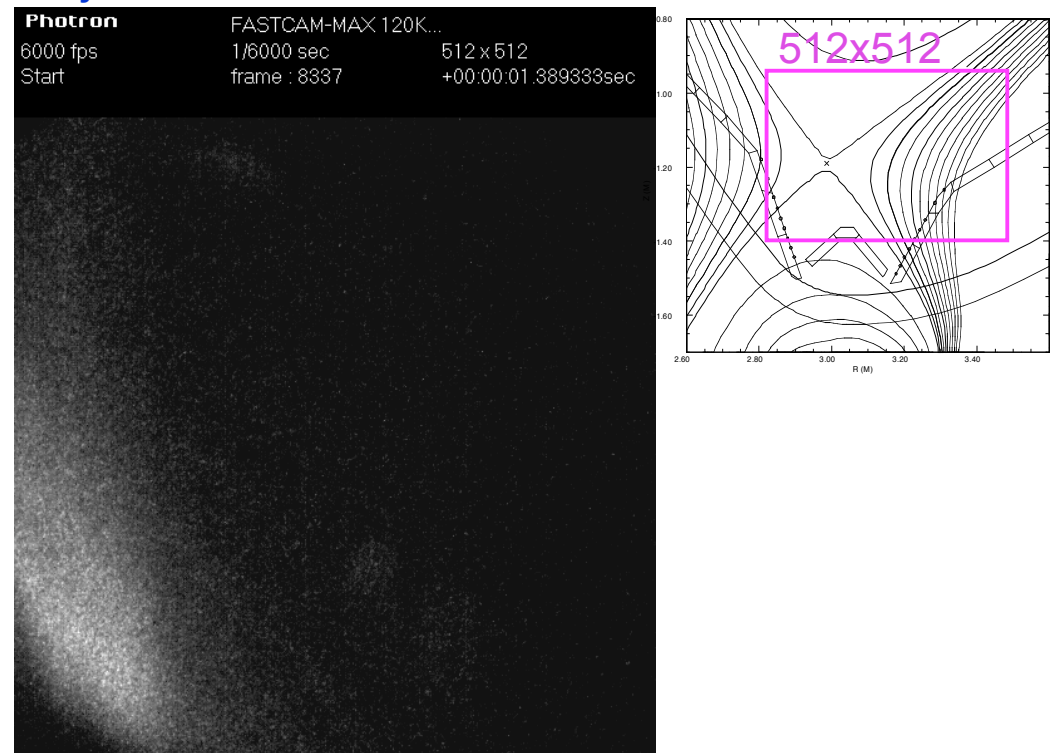 Photron FASTCAM-MAX 120K...
6000 fps 1/6000 sec 512 x 512
Start frame : 8337 +00:00:01.389333sec
512x512
0.80
1.00
1.20
1.40
1.60
2.60 2.80 3.00 3.20 3.40
R (M)